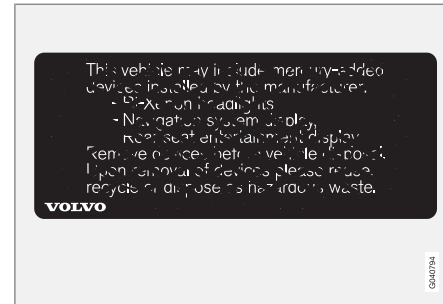 This vehicle may include mercury-added
devices installed by the manufacturer:
- Bi-Xenon headlights
- Navigation system display
- Rear seat entertainment display
Remove devices before vehicle disposal.
Upon removal of devices please reuse,
recycle or dispose as hazardous waste.
VOLVO
G040794